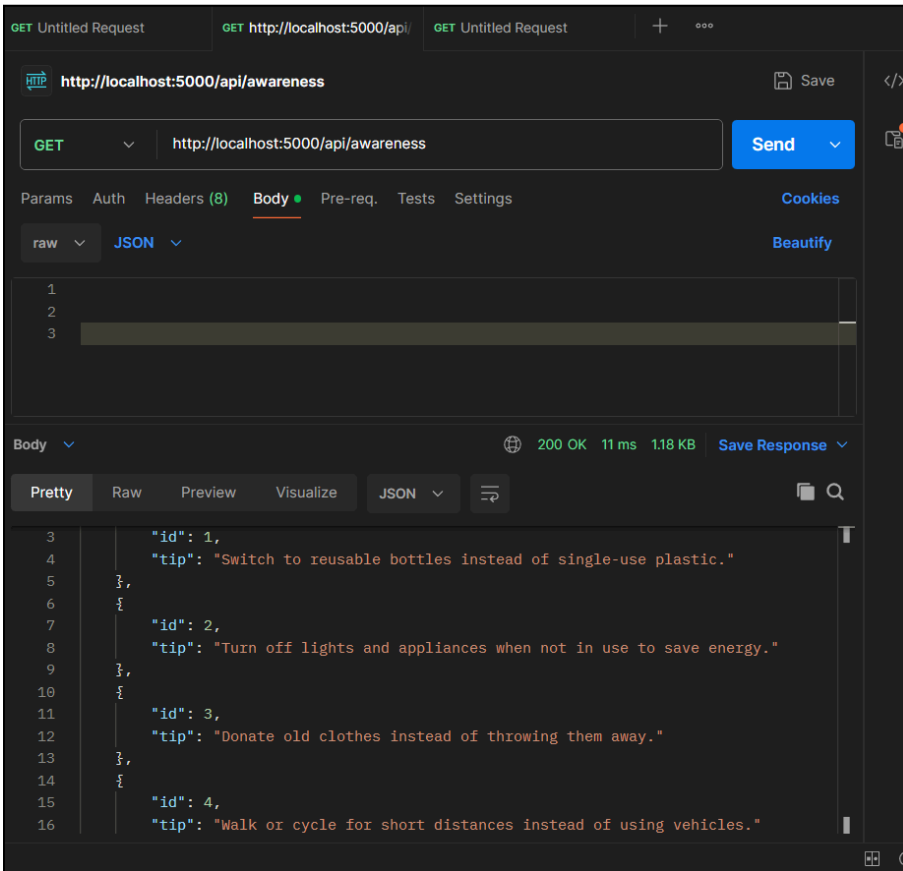 GET Untitled Request GET http://localhost:5000/api/ GET Untitled Request
HTTP http://localhost:5000/api/awareness Save
GET http://localhost:5000/api/awareness Send
Params Auth Headers (8) Body Pre-req. Tests Settings Cookies
raw JSON Beautify
1
2
3
Body 200 OK 11 ms 1.18 KB Save Response
Pretty Raw Preview Visualize JSON
3 "id": 1,
4 "tip": "Switch to reusable bottles instead of single-use plastic."
5 },
6 {
7 "id": 2,
8 "tip": "Turn off lights and appliances when not in use to save energy."
9 },
10 {
11 "id": 3,
12 "tip": "Donate old clothes instead of throwing them away."
13 },
14 {
15 "id": 4,
16 "tip": "Walk or cycle for short distances instead of using vehicles."